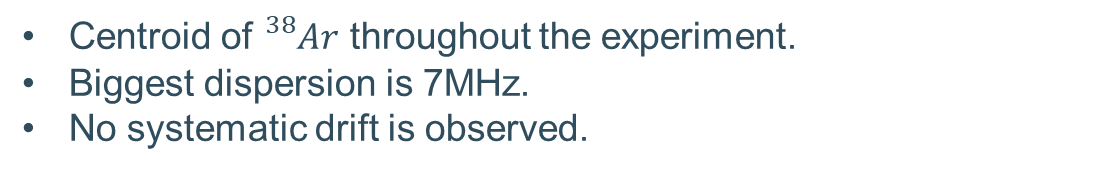 • Centroid of ³⁸Ar throughout the experiment.
• Biggest dispersion is 7MHz.
• No systematic drift is observed.